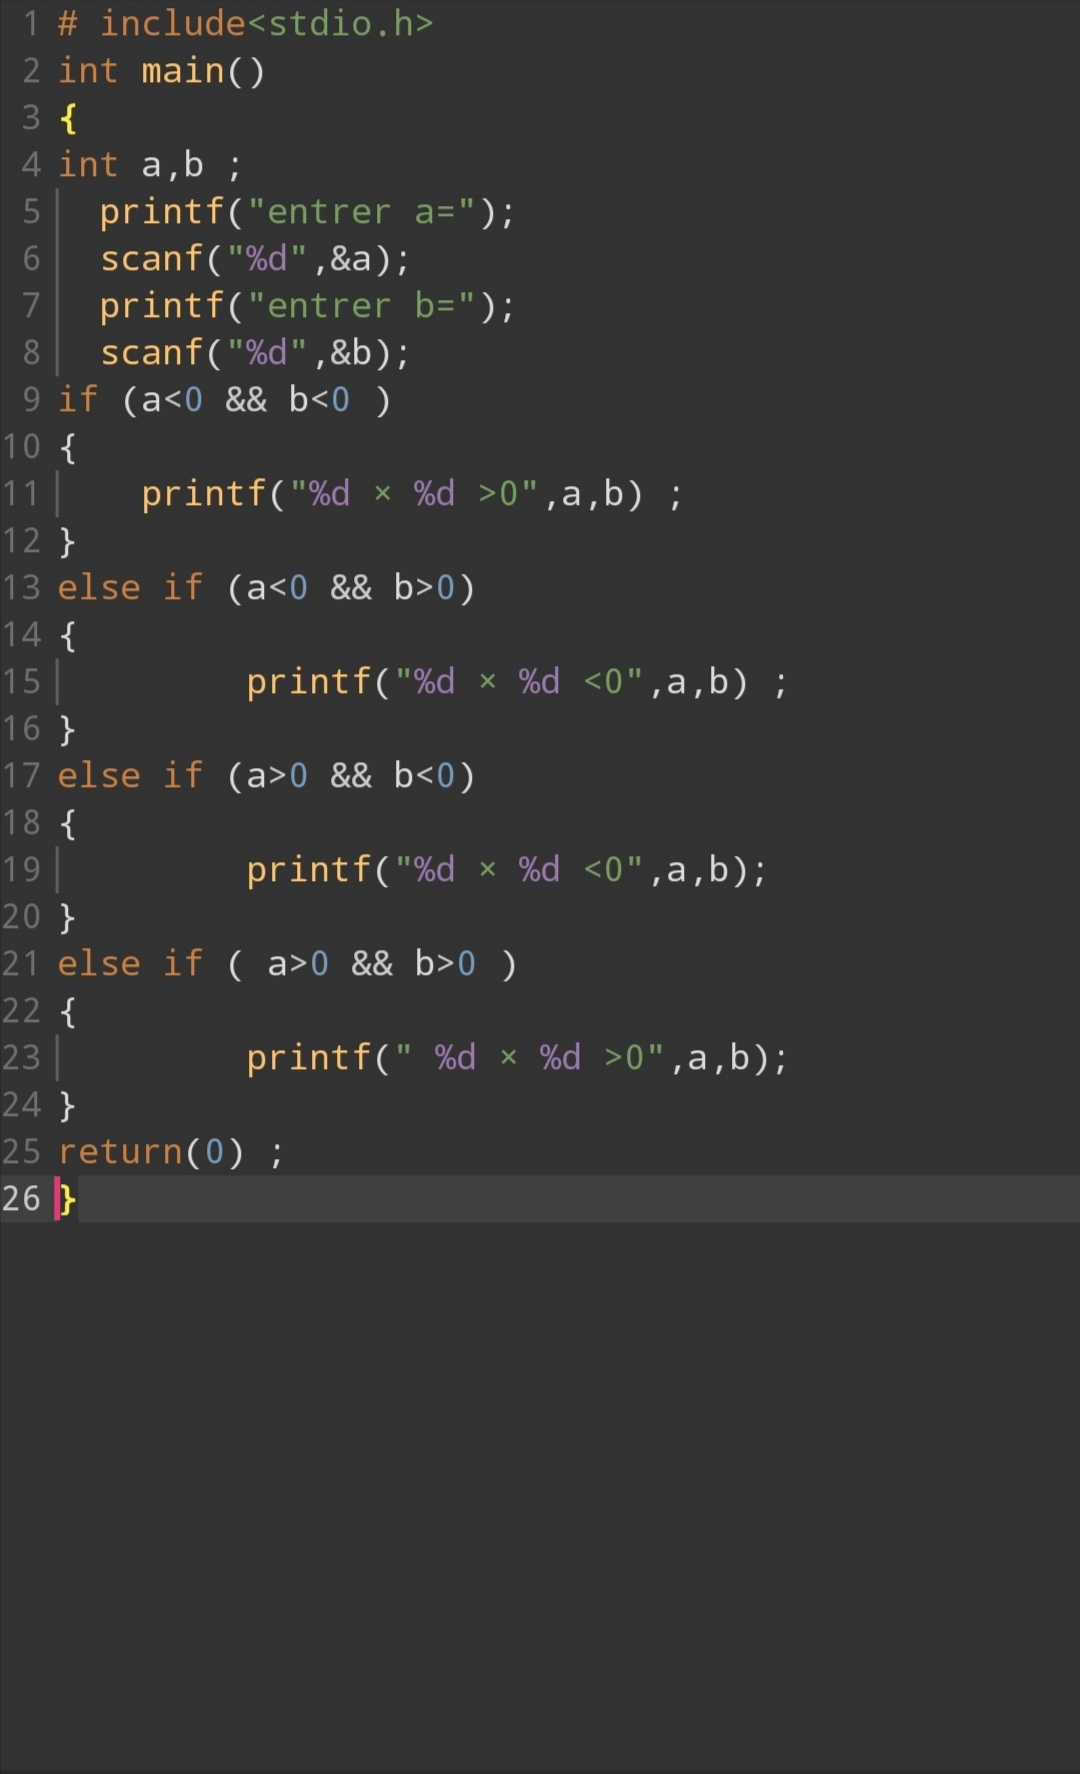 1 # include<stdio.h>
2 int main()
3 {
4 int a,b ;
5   printf("entrer a=");
6   scanf("%d",&a);
7   printf("entrer b=");
8   scanf("%d",&b);
9 if (a<0 && b<0 )
10 {
11     printf("%d × %d >0",a,b) ;
12 }
13 else if (a<0 && b>0)
14 {
15          printf("%d × %d <0",a,b) ;
16 }
17 else if (a>0 && b<0)
18 {
19          printf("%d × %d <0",a,b);
20 }
21 else if ( a>0 && b>0 )
22 {
23          printf(" %d × %d >0",a,b);
24 }
25 return(0) ;
26 }